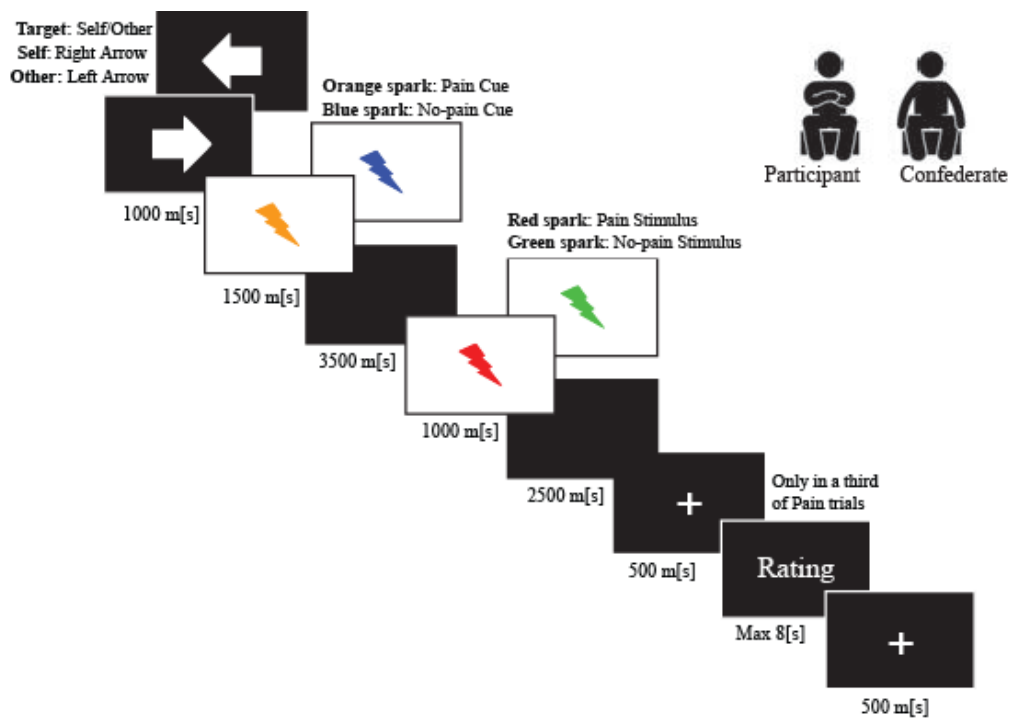 Target: Self/Other
Self: Right Arrow
Other: Left Arrow
Orange spark: Pain Cue
Blue spark: No-pain Cue
Participant
Confederate
1000 m[s]
Red spark: Pain Stimulus
Green spark: No-pain Stimulus
1500 m[s]
3500 m[s]
1000 m[s]
2500 m[s]
Only in a third
of Pain trials
500 m[s]
Rating
Max 8[s]
500 m[s]